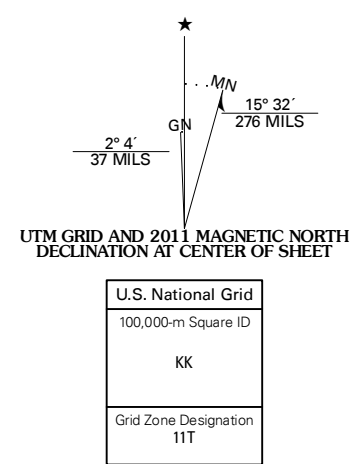 ★
MN
15° 32´
276 MILS
GN
2° 4´
37 MILS
UTM GRID AND 2011 MAGNETIC NORTH
DECLINATION AT CENTER OF SHEET
U.S. National Grid
100,000-m Square ID
KK
Grid Zone Designation
11T